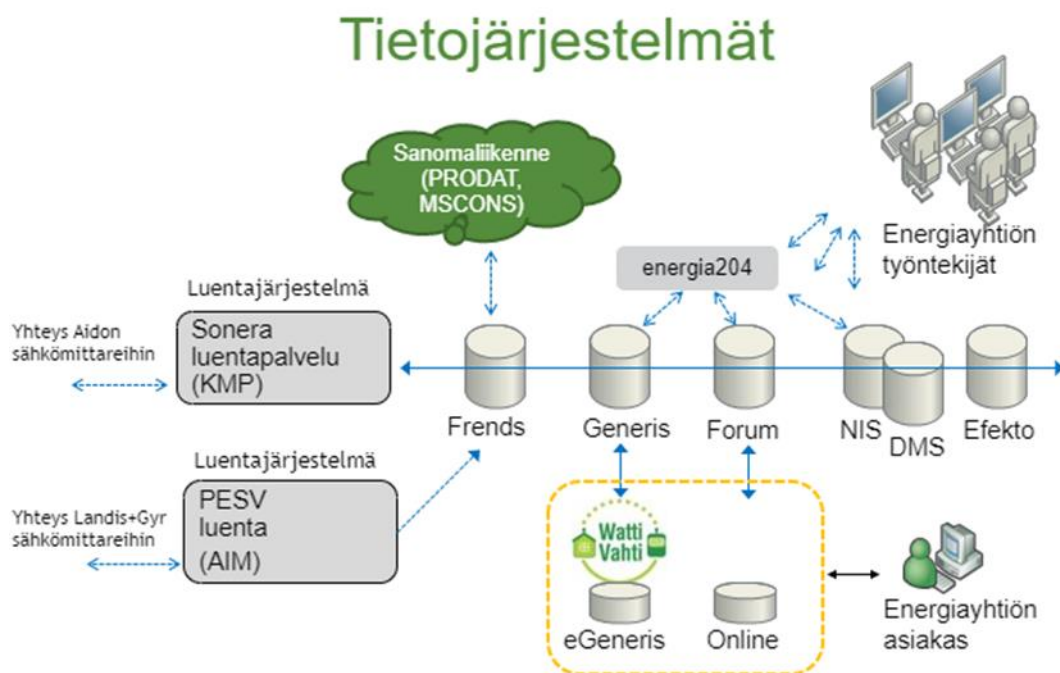 Tietojärjestelmät
Sanomaliikenne
(PRODAT,
MSCONS)
energia204
Energiayhtiön
työntekijät
Luentajärjestelmä
Yhteys Aidon
sähkömittareihin
Sonera
luentapalvelu
(KMP)
Frends
Generis
Forum
NIS
DMS
Efekto
Luentajärjestelmä
Yhteys Landis+Gyr
sähkömittareihin
PESV
luenta
(AIM)
Watti
Vahti
eGeneris
Online
Energiayhtiön
asiakas